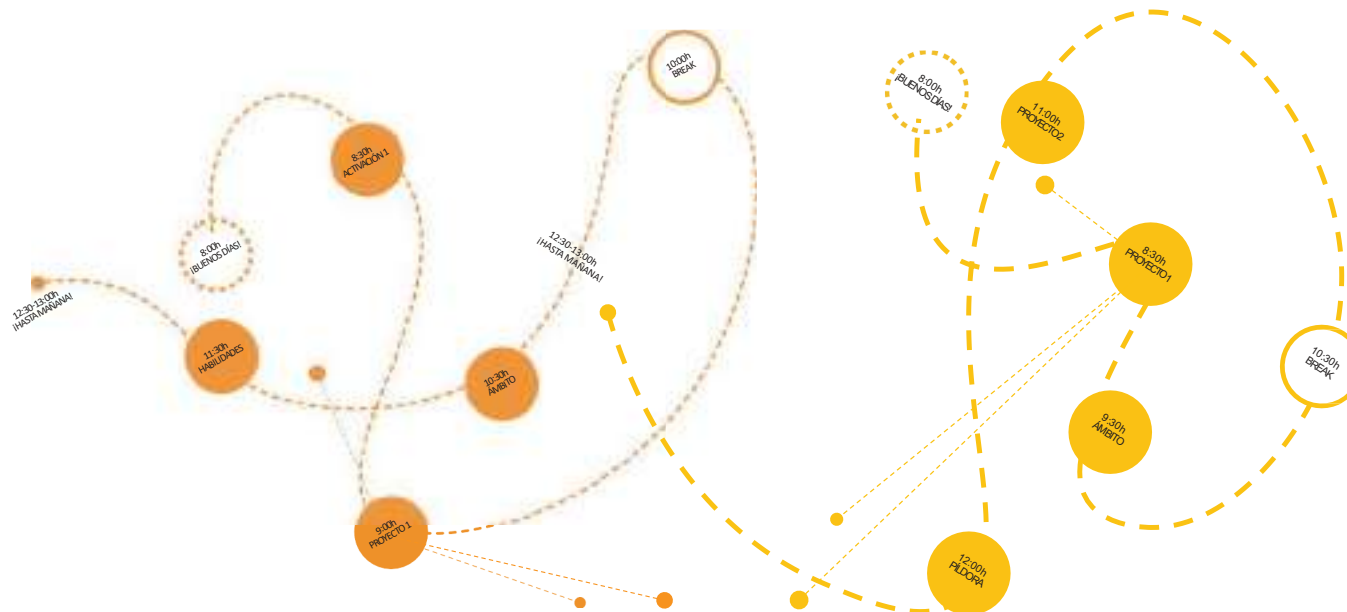 8:00h
¡BUENOS DÍAS!
8:30h
ACTIVACIÓN 1
9:00h
PROYECTO 1
10:00h
BREAK
10:30h
ÁMBITO
11:30h
HABILIDADES
12:30-13:00h
¡HASTA MAÑANA!
8:00h
¡BUENOS DÍAS!
8:30h
PROYECTO1
9:30h
ÁMBITO
10:30h
BREAK
11:00h
PROYECTO2
12:00h
PÍLDORA
12:30-13:00h
¡HASTA MAÑANA!